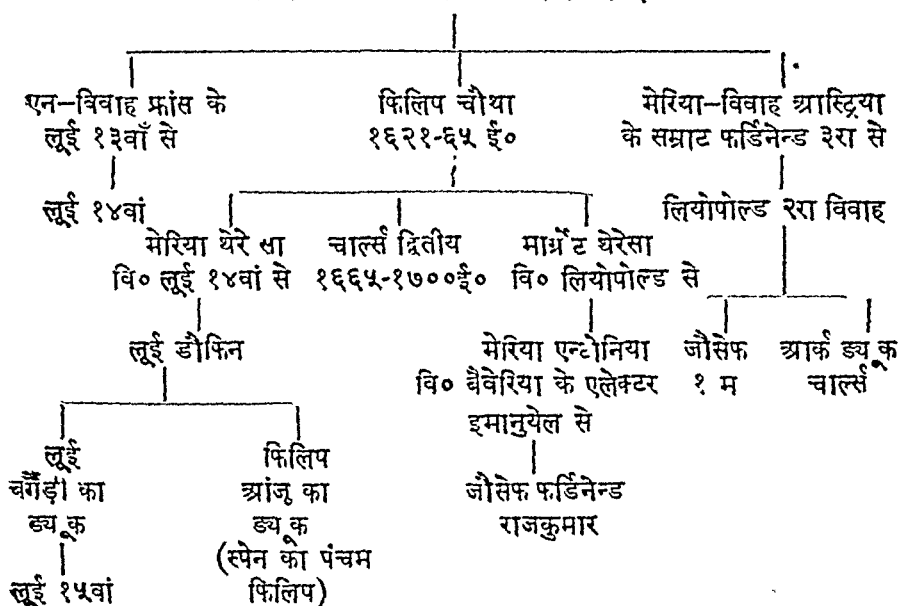 एन-विवाह फ्रांस के
लूई १३वाँ से
फिलिप चौथा
१६२१-६५ ई०
मेरिया-विवाह आस्ट्रिया
के सम्राट फर्डिनेन्ड ३रा से
लूई १४वां
लियोपोल्ड २रा विवाह
मेरिया थेरेसा
वि० लूई १४वां से
चार्ल्स द्वितीय
१६६५-१७००ई०
मार्ग्रेट थेरेसा
वि० लियोपोल्ड से
लूई डौफिन
मेरिया एन्टोनिया
वि० बैवेरिया के एलेक्टर
इमानुयेल से
जौसेफ
१ म
आर्क ड्यूक
चार्ल्स
लूई
बर्गैंड़ी का
ड्यूक
फिलिप
आंजु का
ड्यूक
(स्पेन का पंचम
फिलिप)
जौसेफ फर्डिनेन्ड
राजकुमार
लूई १५वां